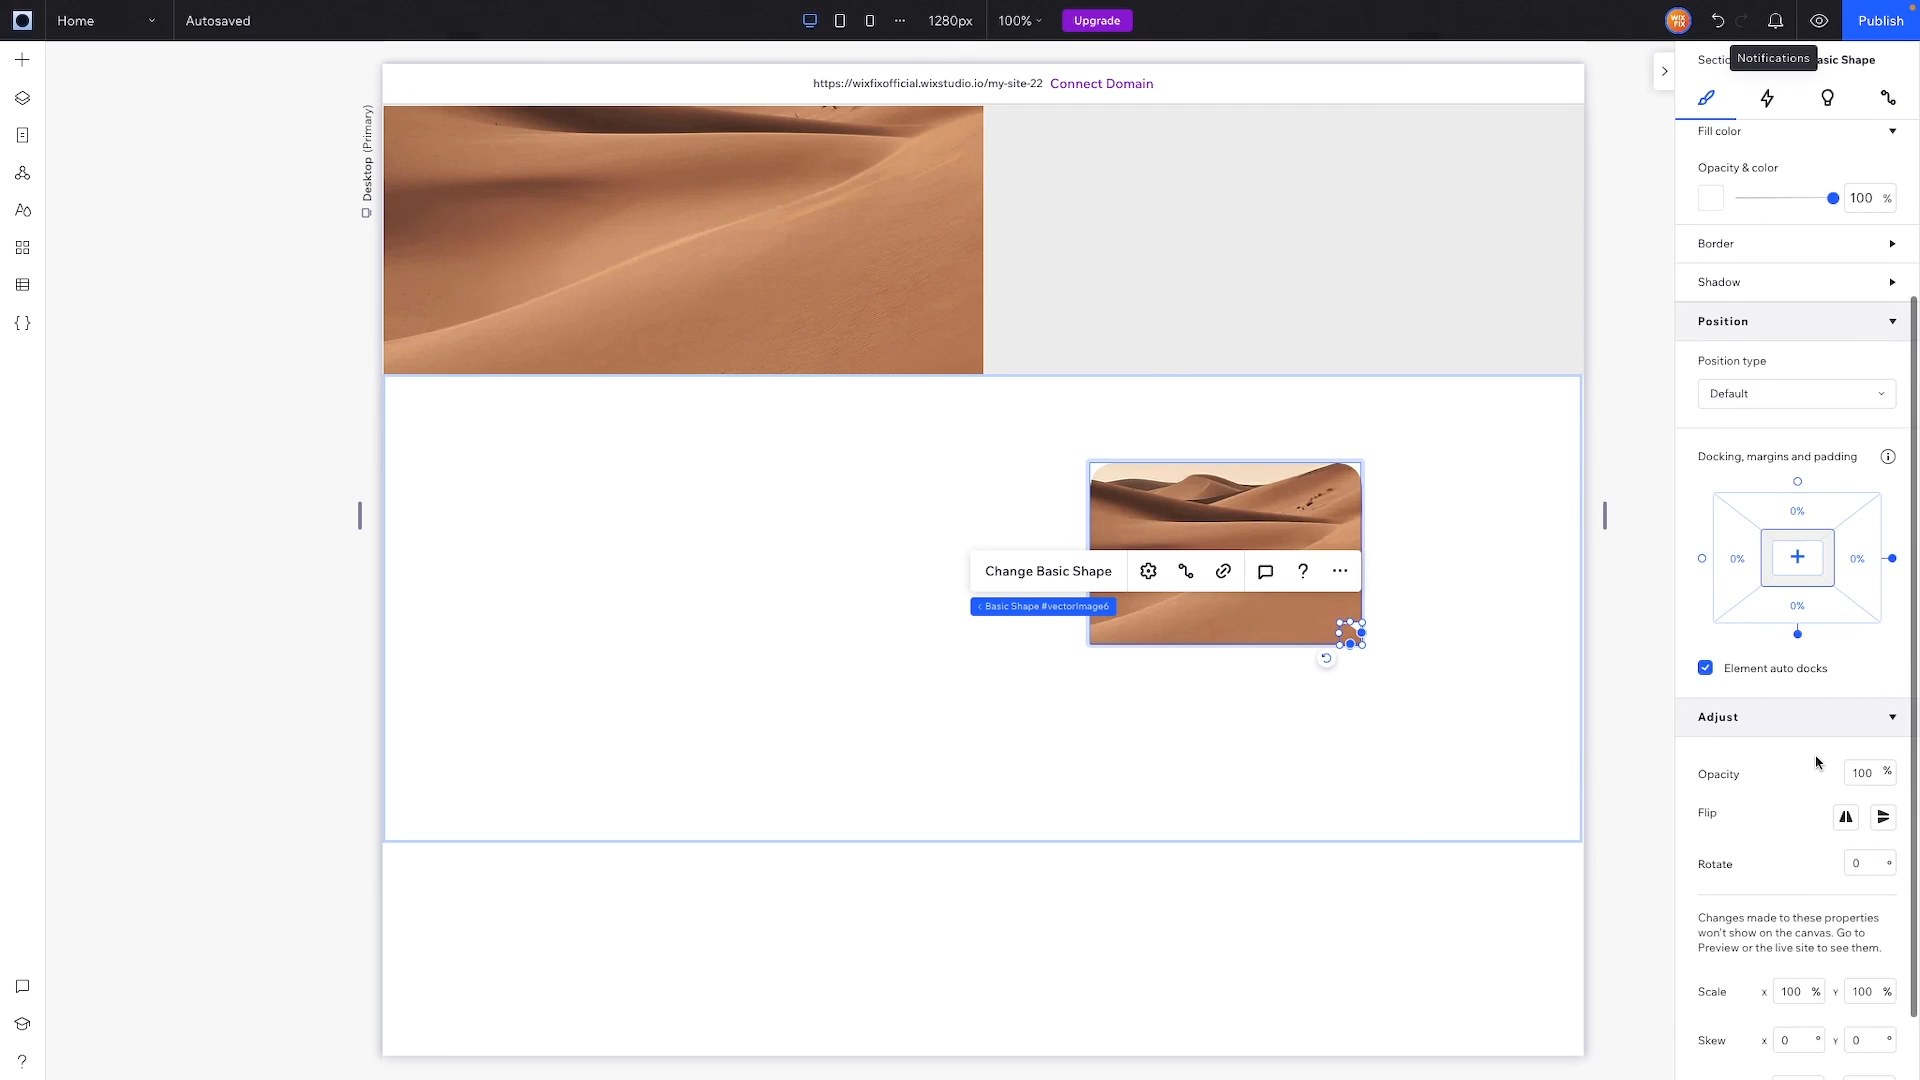 Home
Autosaved
1280px
100%
Upgrade
WIX
FIX
Publish
Notifications
Sectio
asic Shape
https://wixfixofficial.wixstudio.io/my-site-22 Connect Domain
Desktop (Primary)
Fill color
Opacity & color
100 %
Border
Shadow
Position
Position type
Default
Docking, margins and padding
0%
0%
0%
0%
Element auto docks
Change Basic Shape
?
< Basic Shape #vectorImage6
Adjust
Opacity
100 %
Flip
Rotate
0 °
Changes made to these properties
won't show on the canvas. Go to
Preview or the live site to see them.
Scale X 100 % Y 100 %
Skew X 0 ° Y 0 °
?